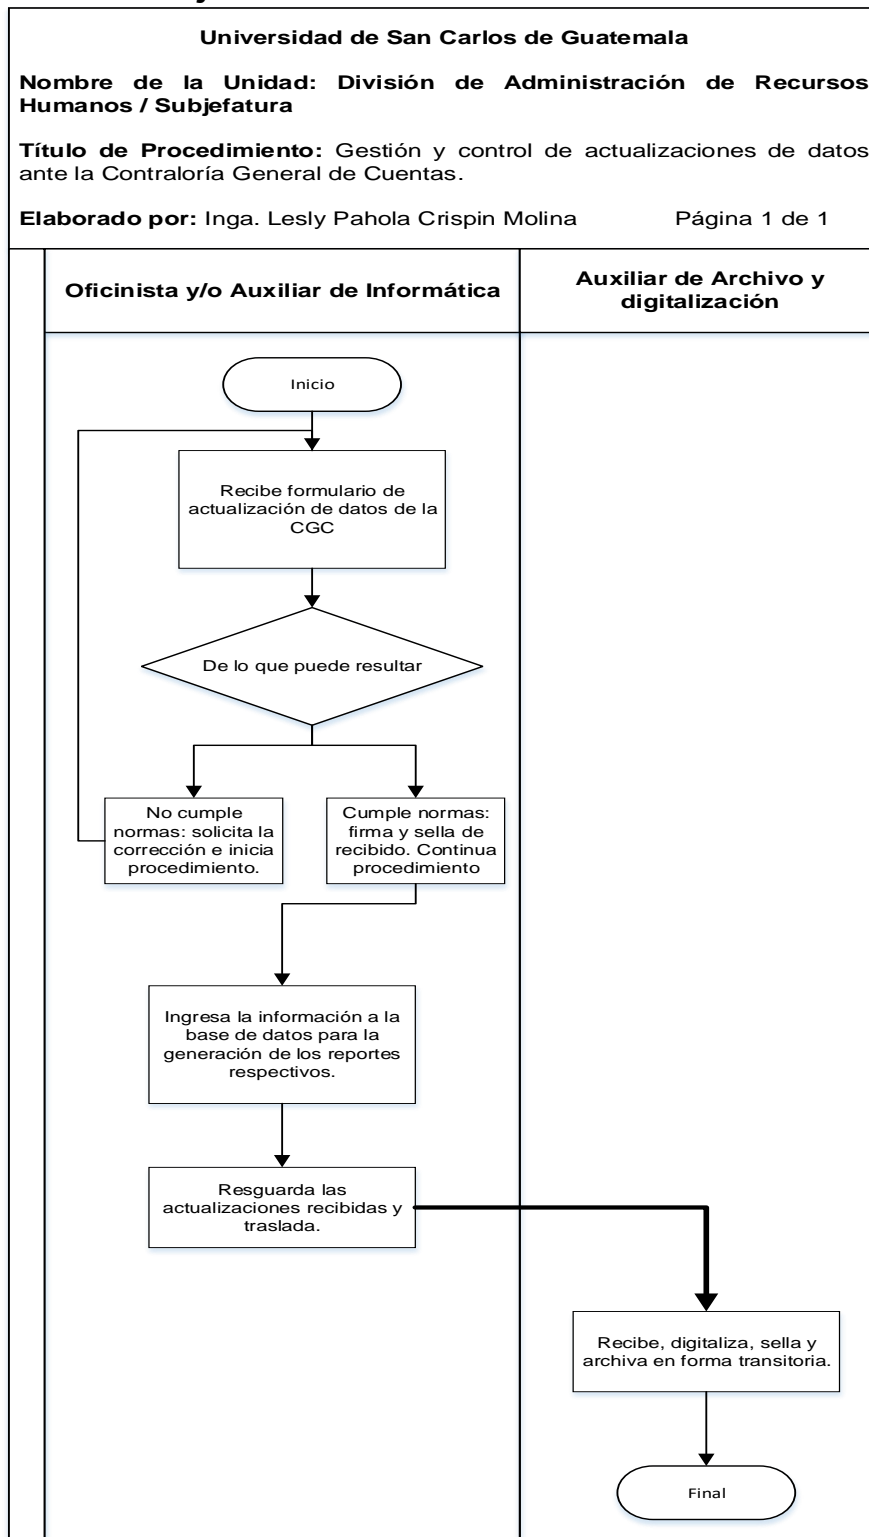 Universidad de San Carlos de Guatemala
Nombre de la Unidad: División de Administración de Recursos
Humanos / Subjefatura
Título de Procedimiento: Gestión y control de actualizaciones de datos
ante la Contraloría General de Cuentas.
Elaborado por: Inga. Lesly Pahola Crispin Molina Página 1 de 1
Oficinista y/o Auxiliar de Informática
Auxiliar de Archivo y
digitalización
Inicio
Recibe formulario de
actualización de datos de la
CGC
De lo que puede resultar
No cumple
normas: solicita la
corrección e inicia
procedimiento.
Cumple normas:
firma y sella de
recibido. Continua
procedimiento
Ingresa la información a la
base de datos para la
generación de los reportes
respectivos.
Resguarda las
actualizaciones recibidas y
traslada.
Recibe, digitaliza, sella y
archiva en forma transitoria.
Final